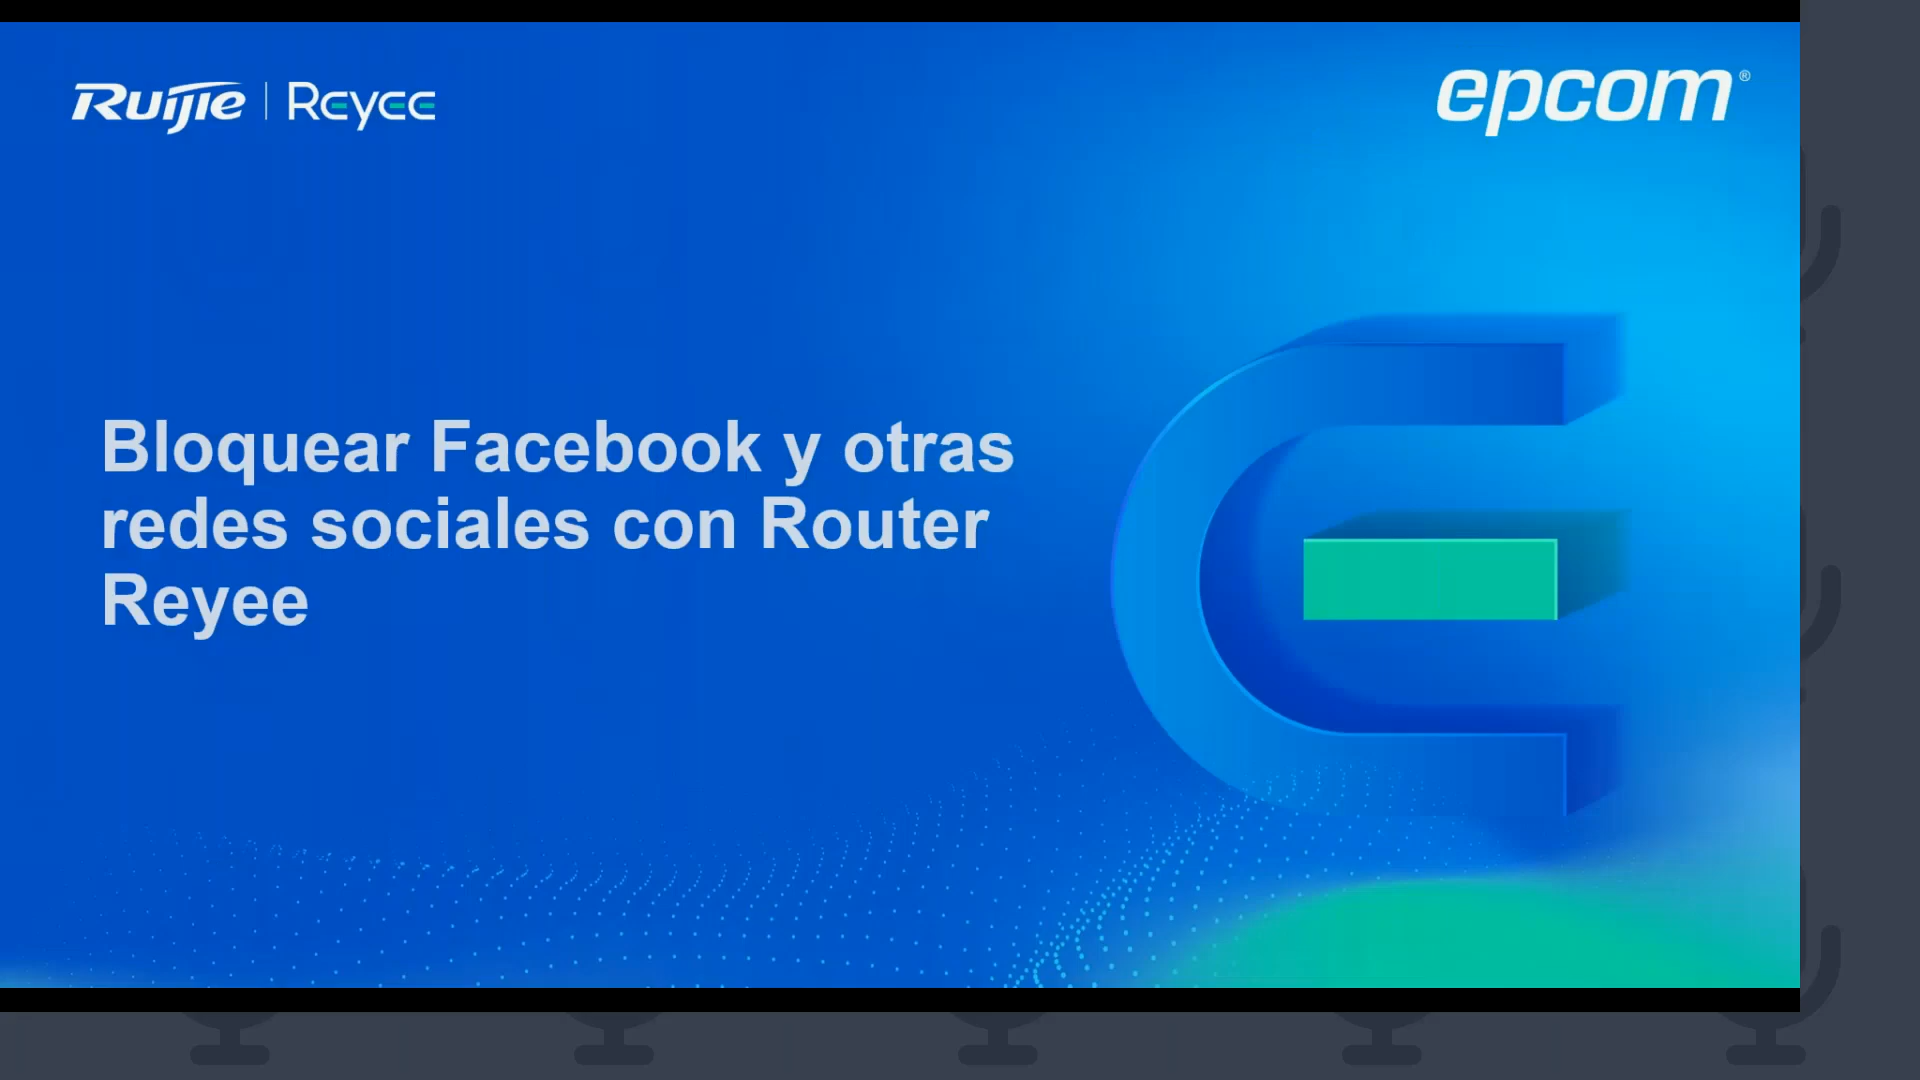 Ruijie | Reyee
epcom®
Bloquear Facebook y otras
redes sociales con Router
Reyee